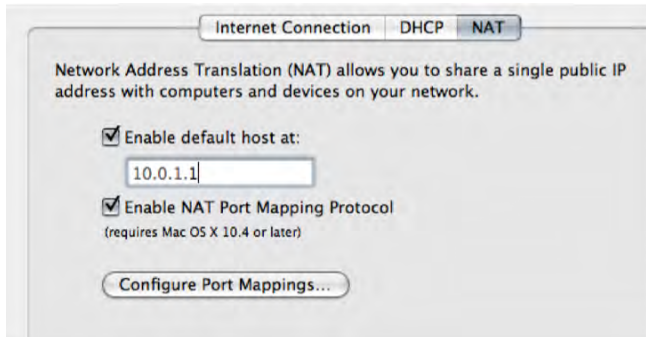 Internet Connection DHCP NAT
Network Address Translation (NAT) allows you to share a single public IP
address with computers and devices on your network.
Enable default host at:
10.0.1.1
Enable NAT Port Mapping Protocol
(requires Mac OS X 10.4 or later)
Configure Port Mappings...